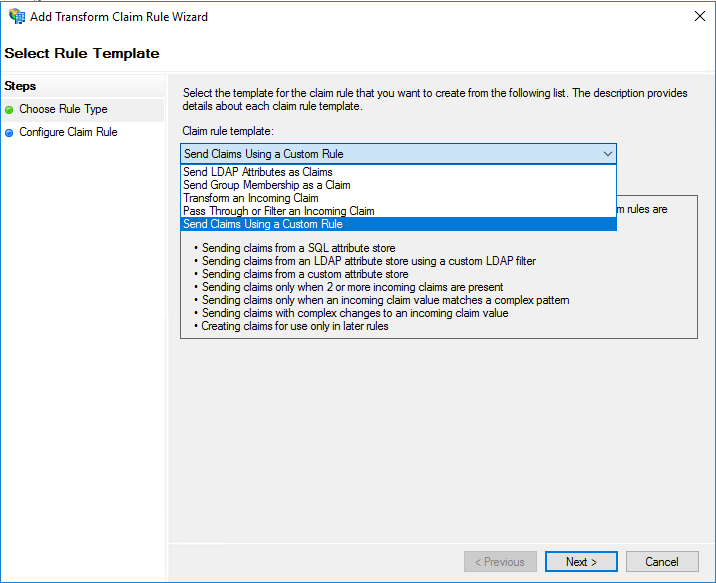 Add Transform Claim Rule Wizard
Select Rule Template
Steps
Choose Rule Type
Configure Claim Rule
Select the template for the claim rule that you want to create from the following list. The description provides
details about each claim rule template.
Claim rule template:
Send Claims Using a Custom Rule
Send LDAP Attributes as Claims
Send Group Membership as a Claim
Transform an Incoming Claim
Pass Through or Filter an Incoming Claim
Send Claims Using a Custom Rule
rules are
• Sending claims from a SQL attribute store
• Sending claims from an LDAP attribute store using a custom LDAP filter
• Sending claims from a custom attribute store
• Sending claims only when 2 or more incoming claims are present
• Sending claims only when an incoming claim value matches a complex pattern
• Sending claims with complex changes to an incoming claim value
• Creating claims for use only in later rules
< Previous
Next >
Cancel